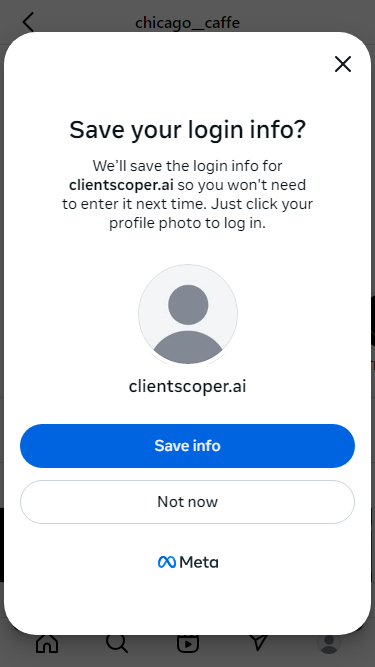 chicago__caffe
Save your login info?
We'll save the login info for
clientscoper.ai so you won't need
to enter it next time. Just click your
profile photo to log in.
clientscoper.ai
Save info
Not now
Meta